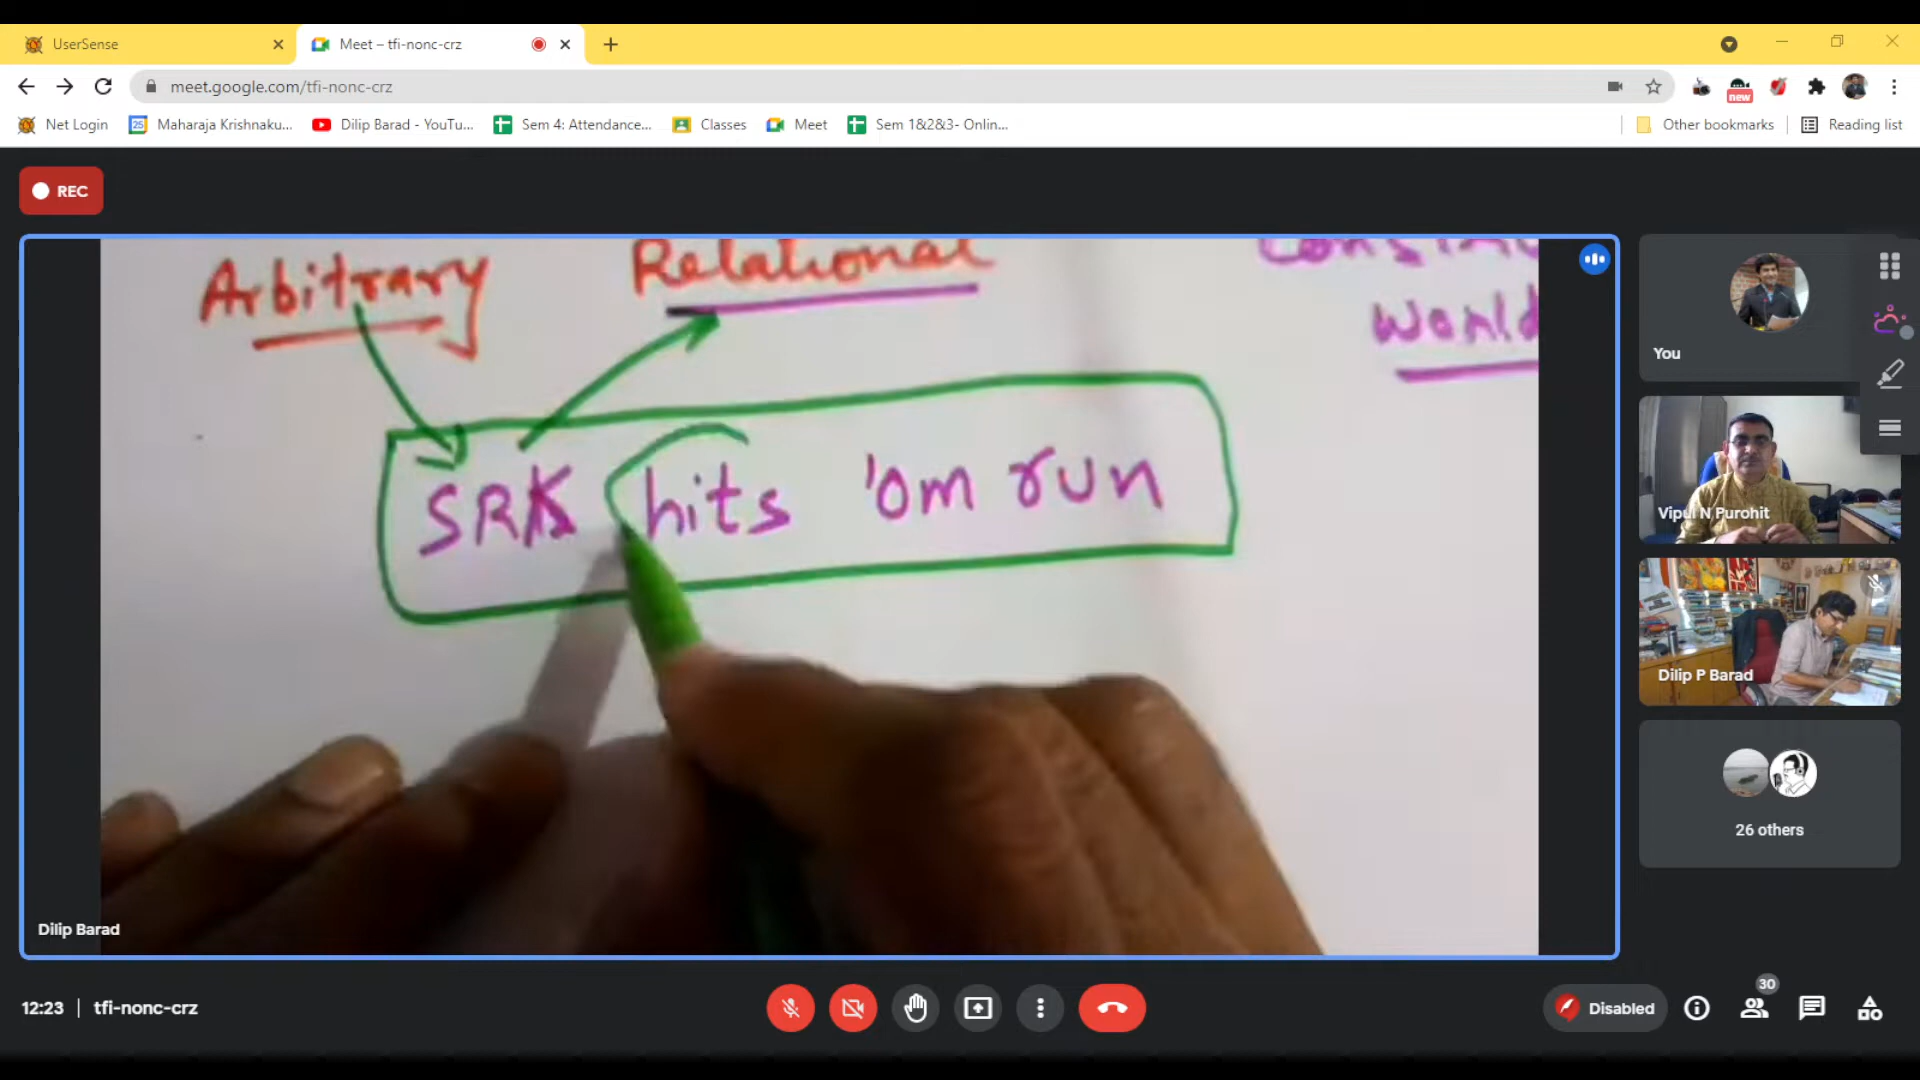 UserSense
Meet – tfi-nonc-crz
meet.google.com/tfi-nonc-crz
new
Net Login
25
Maharaja Krishnaku...
Dilip Barad - YouTu...
Sem 4: Attendance...
Classes
Meet
Sem 1&2&3- Onlin...
Other bookmarks
Reading list
REC
Arbitrary
Relational
World
SRK hits 'om run
You
Vipul N Purohit
Dilip P Barad
26 others
Dilip Barad
12:23 | tfi-nonc-crz
Disabled
30